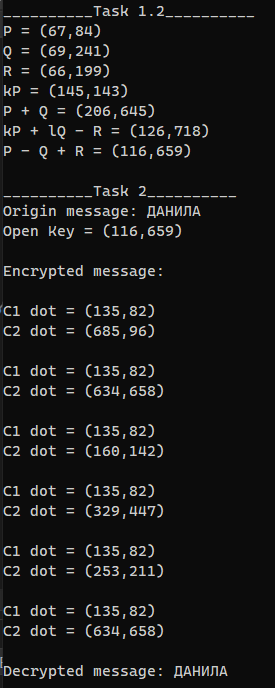 __________Task 1.2__________
P = (67,84)
Q = (69,241)
R = (66,199)
kP = (145,143)
P + Q = (206,645)
kP + lQ − R = (126,718)
P − Q + R = (116,659)
__________Task 2__________
Origin message: ДАНИЛА
Open Key = (116,659)
Encrypted message:
C1 dot = (135,82)
C2 dot = (685,96)
C1 dot = (135,82)
C2 dot = (634,658)
C1 dot = (135,82)
C2 dot = (160,142)
C1 dot = (135,82)
C2 dot = (329,447)
C1 dot = (135,82)
C2 dot = (253,211)
C1 dot = (135,82)
C2 dot = (634,658)
Decrypted message: ДАНИЛА